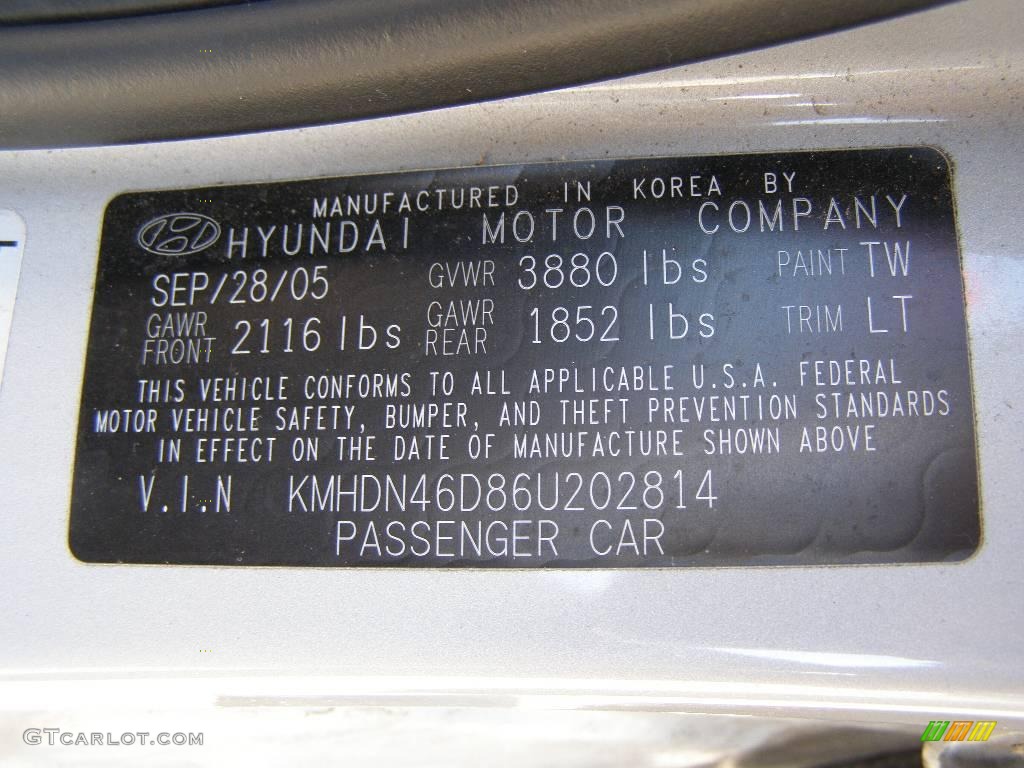 MANUFACTURED IN KOREA BY
HYUNDAI MOTOR COMPANY
SEP/28/05 GVWR 3880 lbs PAINT TW
GAWR FRONT 2116 lbs GAWR REAR 1852 lbs TRIM LT
THIS VEHICLE CONFORMS TO ALL APPLICABLE U.S.A. FEDERAL
MOTOR VEHICLE SAFETY, BUMPER, AND THEFT PREVENTION STANDARDS
IN EFFECT ON THE DATE OF MANUFACTURE SHOWN ABOVE
V.I.N KMHDN46D86U202814
PASSENGER CAR
GTCARLOT.COM